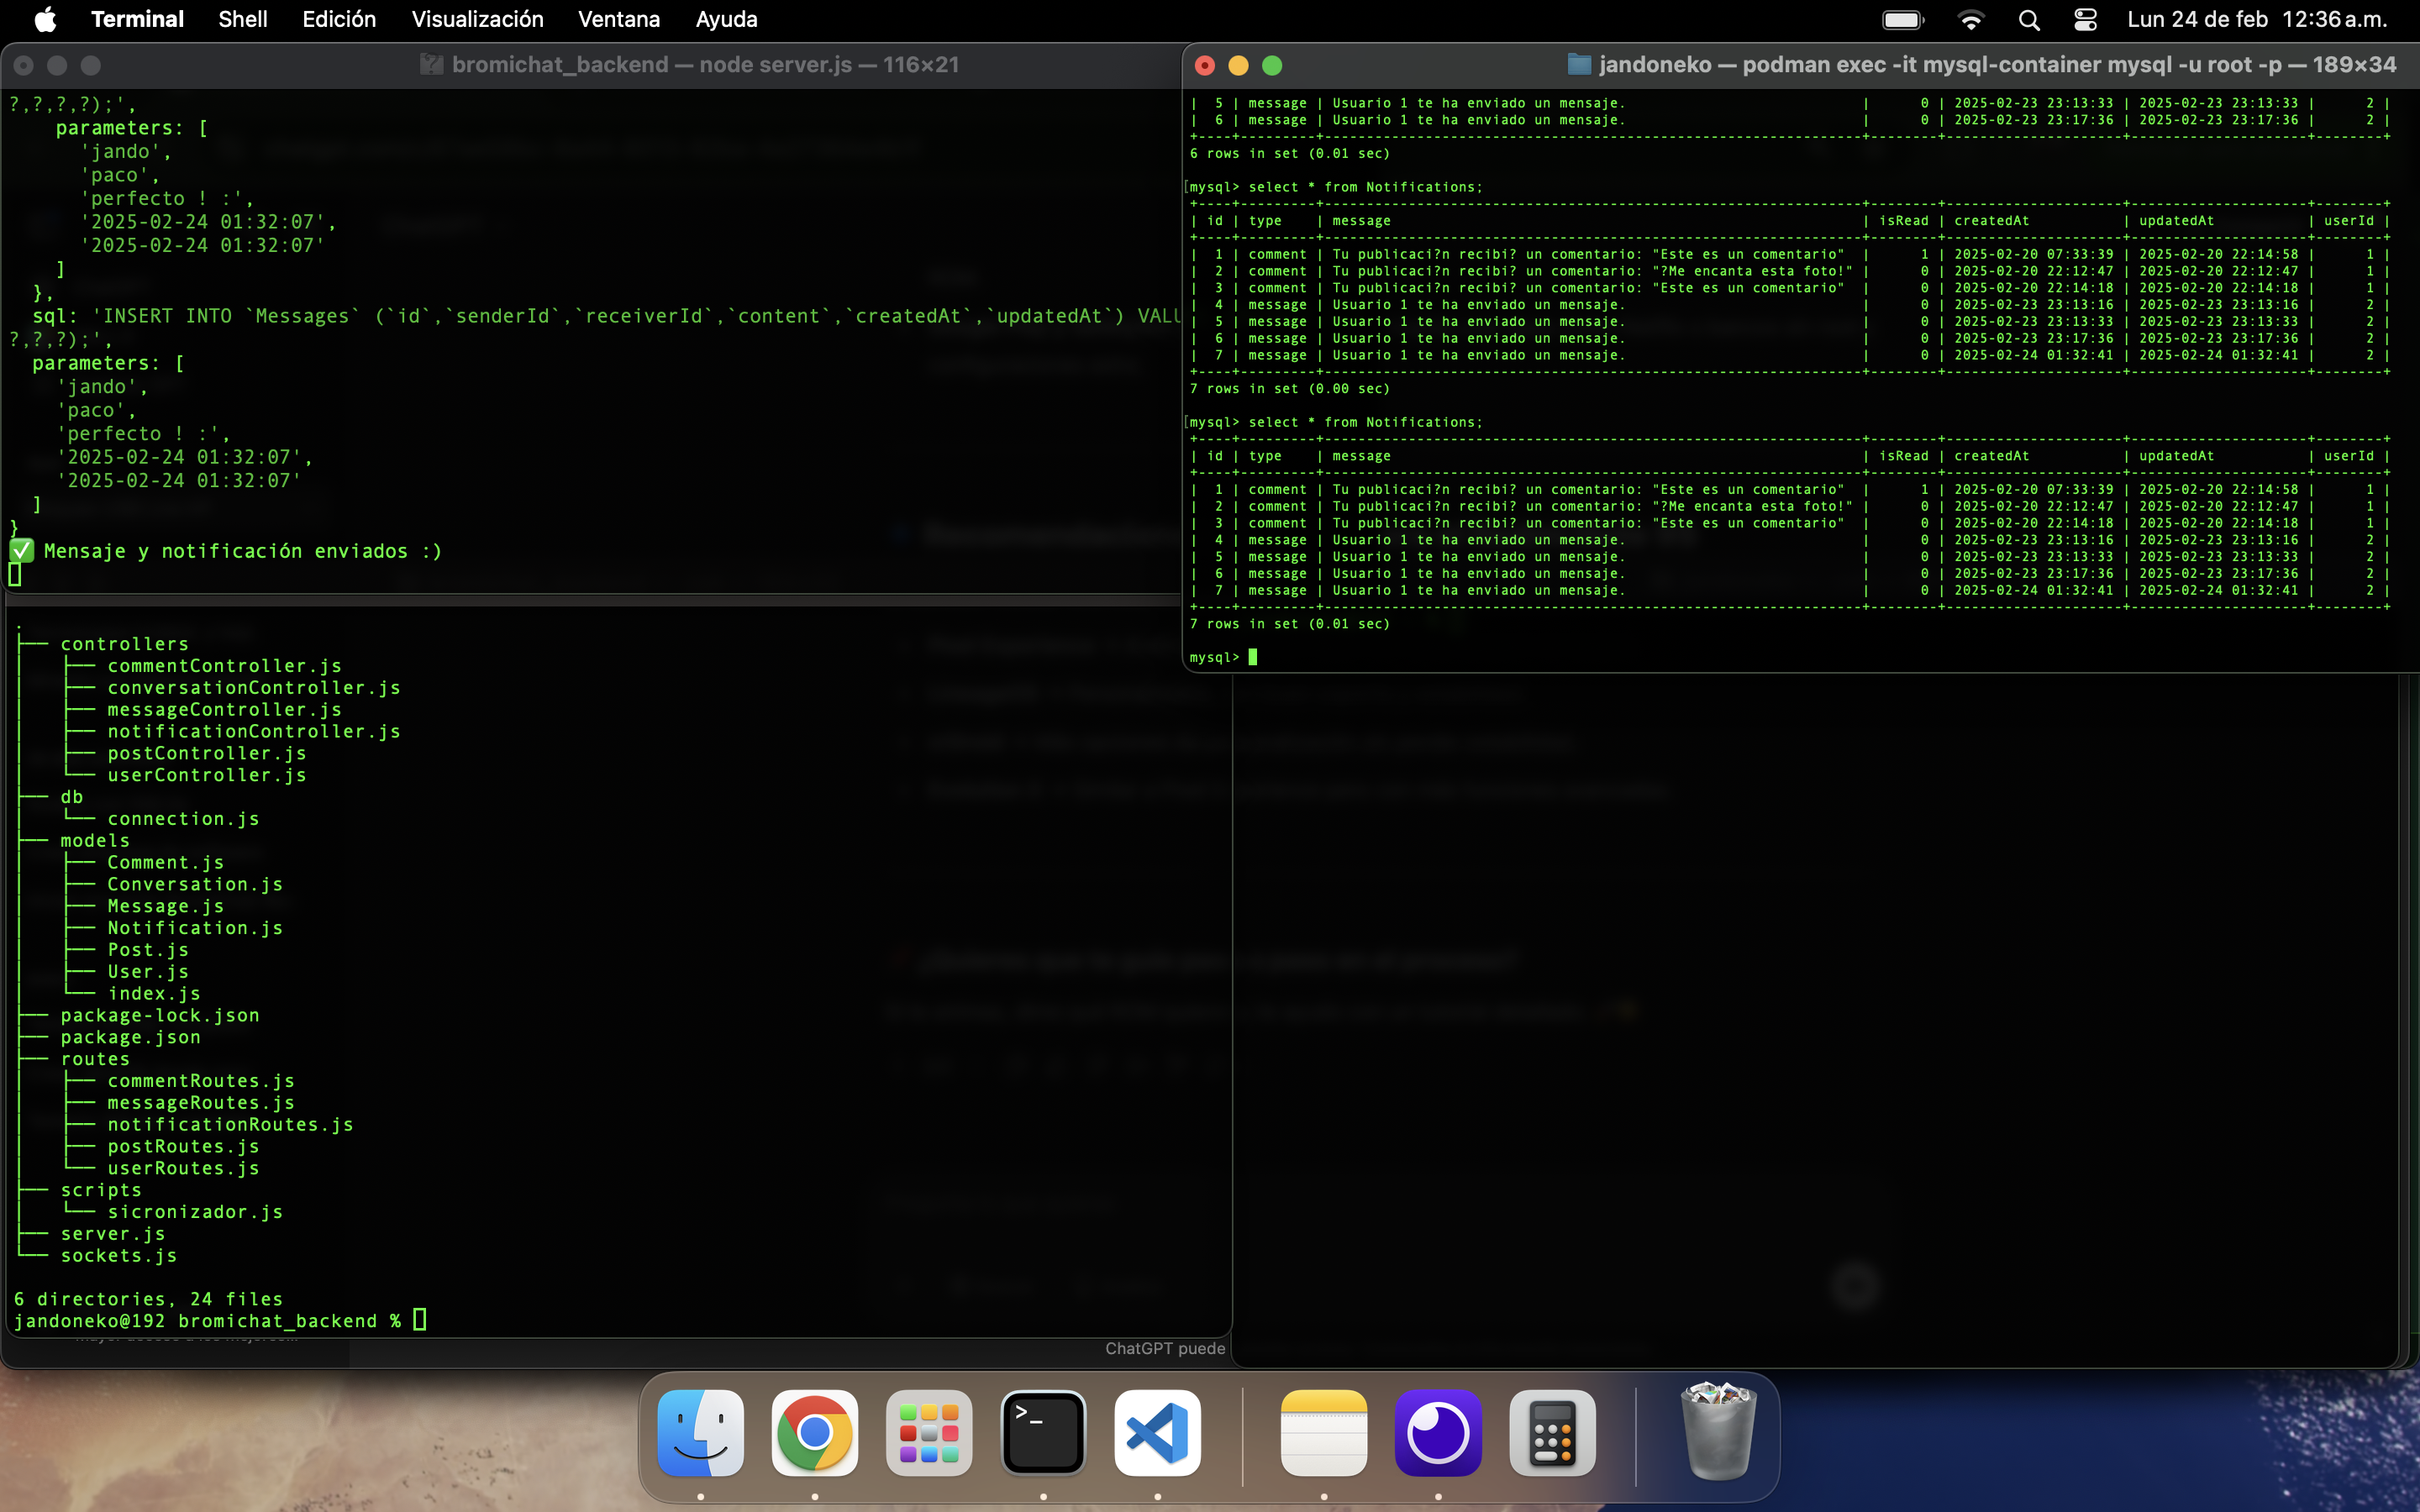 Terminal Shell Edición Visualización Ventana Ayuda Lun 24 de feb 12:36 a.m.
bromichat_backend — node server.js — 116×21
?,?,?,?);',
    parameters: [
      'jando',
      'paco',
      'perfecto ! :',
      '2025-02-24 01:32:07',
      '2025-02-24 01:32:07'
    ]
  },
  sql: 'INSERT INTO `Messages` (`id`,`senderId`,`receiverId`,`content`,`createdAt`,`updatedAt`) VALU
?,?,?);',
  parameters: [
    'jando',
    'paco',
    'perfecto ! :',
    '2025-02-24 01:32:07',
    '2025-02-24 01:32:07'
  ]
}
✅ Mensaje y notificación enviados :)
jandoneko — podman exec -it mysql-container mysql -u root -p — 189×34
|  5 | message | Usuario 1 te ha enviado un mensaje. | 0 | 2025-02-23 23:13:33 | 2025-02-23 23:13:33 | 2 |
|  6 | message | Usuario 1 te ha enviado un mensaje. | 0 | 2025-02-23 23:17:36 | 2025-02-23 23:17:36 | 2 |
6 rows in set (0.01 sec)
[mysql> select * from Notifications;
| id | type | message | isRead | createdAt | updatedAt | userId |
|  1 | comment | Tu publicaci?n recibi? un comentario: "Este es un comentario" | 1 | 2025-02-20 07:33:39 | 2025-02-20 22:14:58 | 1 |
|  2 | comment | Tu publicaci?n recibi? un comentario: "?Me encanta esta foto!" | 0 | 2025-02-20 22:12:47 | 2025-02-20 22:12:47 | 1 |
|  3 | comment | Tu publicaci?n recibi? un comentario: "Este es un comentario" | 0 | 2025-02-20 22:14:18 | 2025-02-20 22:14:18 | 1 |
|  4 | message | Usuario 1 te ha enviado un mensaje. | 0 | 2025-02-23 23:13:16 | 2025-02-23 23:13:16 | 2 |
|  5 | message | Usuario 1 te ha enviado un mensaje. | 0 | 2025-02-23 23:13:33 | 2025-02-23 23:13:33 | 2 |
|  6 | message | Usuario 1 te ha enviado un mensaje. | 0 | 2025-02-23 23:17:36 | 2025-02-23 23:17:36 | 2 |
|  7 | message | Usuario 1 te ha enviado un mensaje. | 0 | 2025-02-24 01:32:41 | 2025-02-24 01:32:41 | 2 |
7 rows in set (0.00 sec)
[mysql> select * from Notifications;
| id | type | message | isRead | createdAt | updatedAt | userId |
|  1 | comment | Tu publicaci?n recibi? un comentario: "Este es un comentario" | 1 | 2025-02-20 07:33:39 | 2025-02-20 22:14:58 | 1 |
|  2 | comment | Tu publicaci?n recibi? un comentario: "?Me encanta esta foto!" | 0 | 2025-02-20 22:12:47 | 2025-02-20 22:12:47 | 1 |
|  3 | comment | Tu publicaci?n recibi? un comentario: "Este es un comentario" | 0 | 2025-02-20 22:14:18 | 2025-02-20 22:14:18 | 1 |
|  4 | message | Usuario 1 te ha enviado un mensaje. | 0 | 2025-02-23 23:13:16 | 2025-02-23 23:13:16 | 2 |
|  5 | message | Usuario 1 te ha enviado un mensaje. | 0 | 2025-02-23 23:13:33 | 2025-02-23 23:13:33 | 2 |
|  6 | message | Usuario 1 te ha enviado un mensaje. | 0 | 2025-02-23 23:17:36 | 2025-02-23 23:17:36 | 2 |
|  7 | message | Usuario 1 te ha enviado un mensaje. | 0 | 2025-02-24 01:32:41 | 2025-02-24 01:32:41 | 2 |
7 rows in set (0.01 sec)
mysql>
.
├── controllers
│   ├── commentController.js
│   ├── conversationController.js
│   ├── messageController.js
│   ├── notificationController.js
│   ├── postController.js
│   └── userController.js
├── db
│   └── connection.js
├── models
│   ├── Comment.js
│   ├── Conversation.js
│   ├── Message.js
│   ├── Notification.js
│   ├── Post.js
│   ├── User.js
│   └── index.js
├── package-lock.json
├── package.json
├── routes
│   ├── commentRoutes.js
│   ├── messageRoutes.js
│   ├── notificationRoutes.js
│   ├── postRoutes.js
│   └── userRoutes.js
├── scripts
│   └── sicronizador.js
├── server.js
└── sockets.js
6 directories, 24 files
jandoneko@192 bromichat_backend %
ChatGPT puede